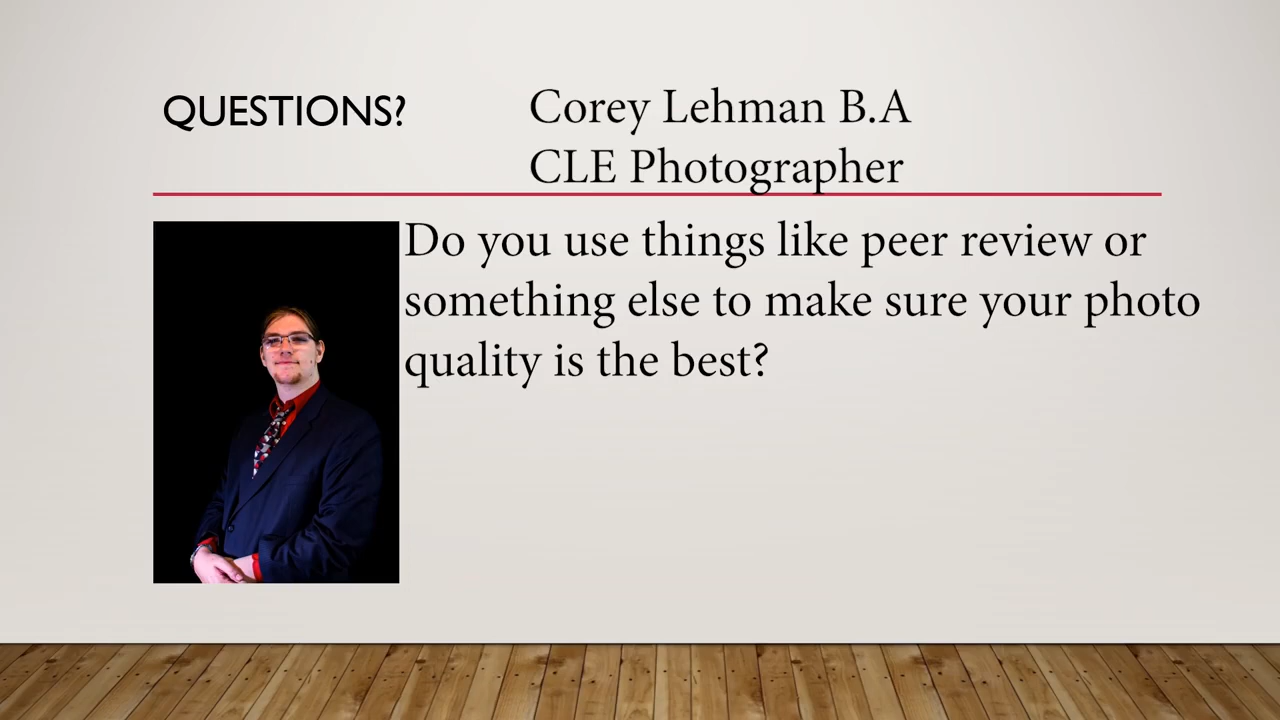 QUESTIONS?
Corey Lehman B.A
CLE Photographer
Do you use things like peer review or
something else to make sure your photo
quality is the best?